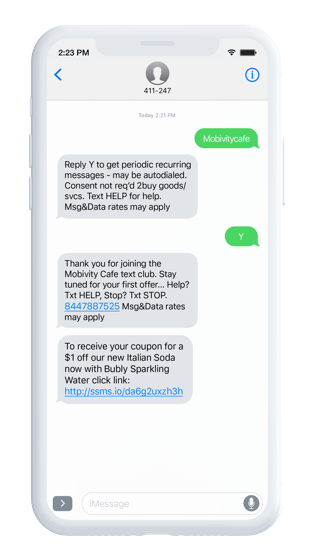 2:23 PM
411-247
Today 2:21 PM
Mobivitycafe
Reply Y to get periodic recurring
messages - may be autodialed.
Consent not req'd 2buy goods/
svcs. Text HELP for help.
Msg&Data rates may apply
Y
Thank you for joining the
Mobivity Cafe text club. Stay
tuned for your first offer... Help?
Txt HELP, Stop? Txt STOP.
8447887525 Msg&Data rates
may apply
To receive your coupon for a
$1 off our new Italian Soda
now with Bubly Sparkling
Water click link:
http://ssms.io/da6g2uxzh3h
iMessage